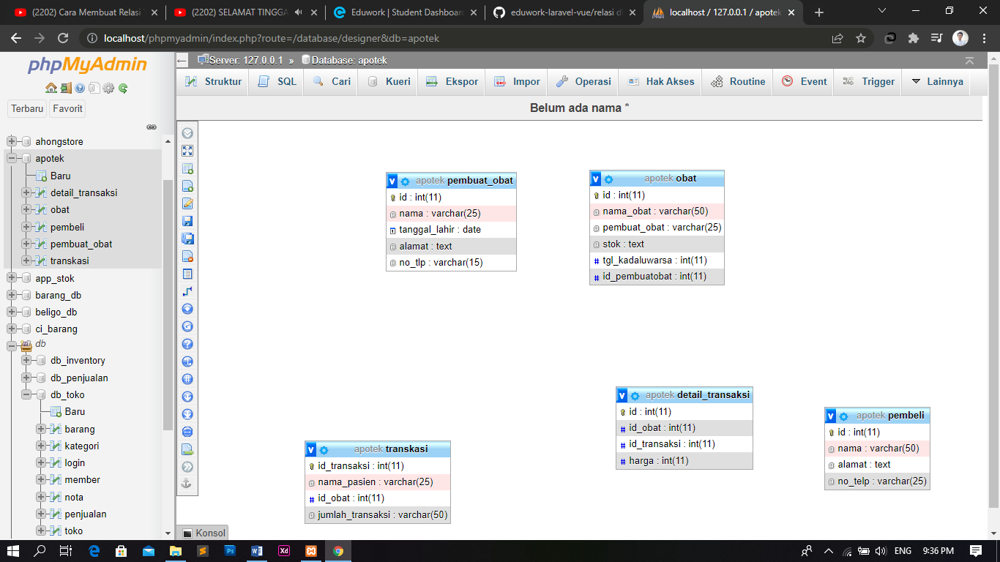 (2202) Cara Membuat Relasi
(2202) SELAMAT TINGGA
Eduwork | Student Dashboar
eduwork-laravel-vue/relasi d
localhost / 127.0.0.1 / apotek
localhost/phpmyadmin/index.php?route=/database/designer&db=apotek
phpMyAdmin
Terbaru Favorit
ahongstore
apotek
Baru
detail_transaksi
obat
pembeli
pembuat_obat
transkasi
app_stok
barang_db
beligo_db
ci_barang
db
db_inventory
db_penjualan
db_toko
Baru
barang
kategori
login
member
nota
penjualan
toko
Server: 127.0.0.1 » Database: apotek
Struktur SQL Cari Kueri Ekspor Impor Operasi Hak Akses Routine Event Trigger Lainnya
Belum ada nama *
V apotek pembuat_obat
id : int(11)
nama : varchar(25)
tanggal_lahir : date
alamat : text
no_tlp : varchar(15)
V apotek obat
id : int(11)
nama_obat : varchar(50)
pembuat_obat : varchar(25)
stok : text
# tgl_kadaluwarsa : int(11)
# id_pembuatobat : int(11)
V apotek detail_transaksi
id : int(11)
# id_obat : int(11)
# id_transaksi : int(11)
# harga : int(11)
V apotek pembeli
id : int(11)
nama : varchar(50)
alamat : text
no_telp : varchar(25)
V apotek transkasi
id_transaksi : int(11)
nama_pasien : varchar(25)
# id_obat : int(11)
jumlah_transaksi : varchar(50)
Konsol
ENG 9:36 PM